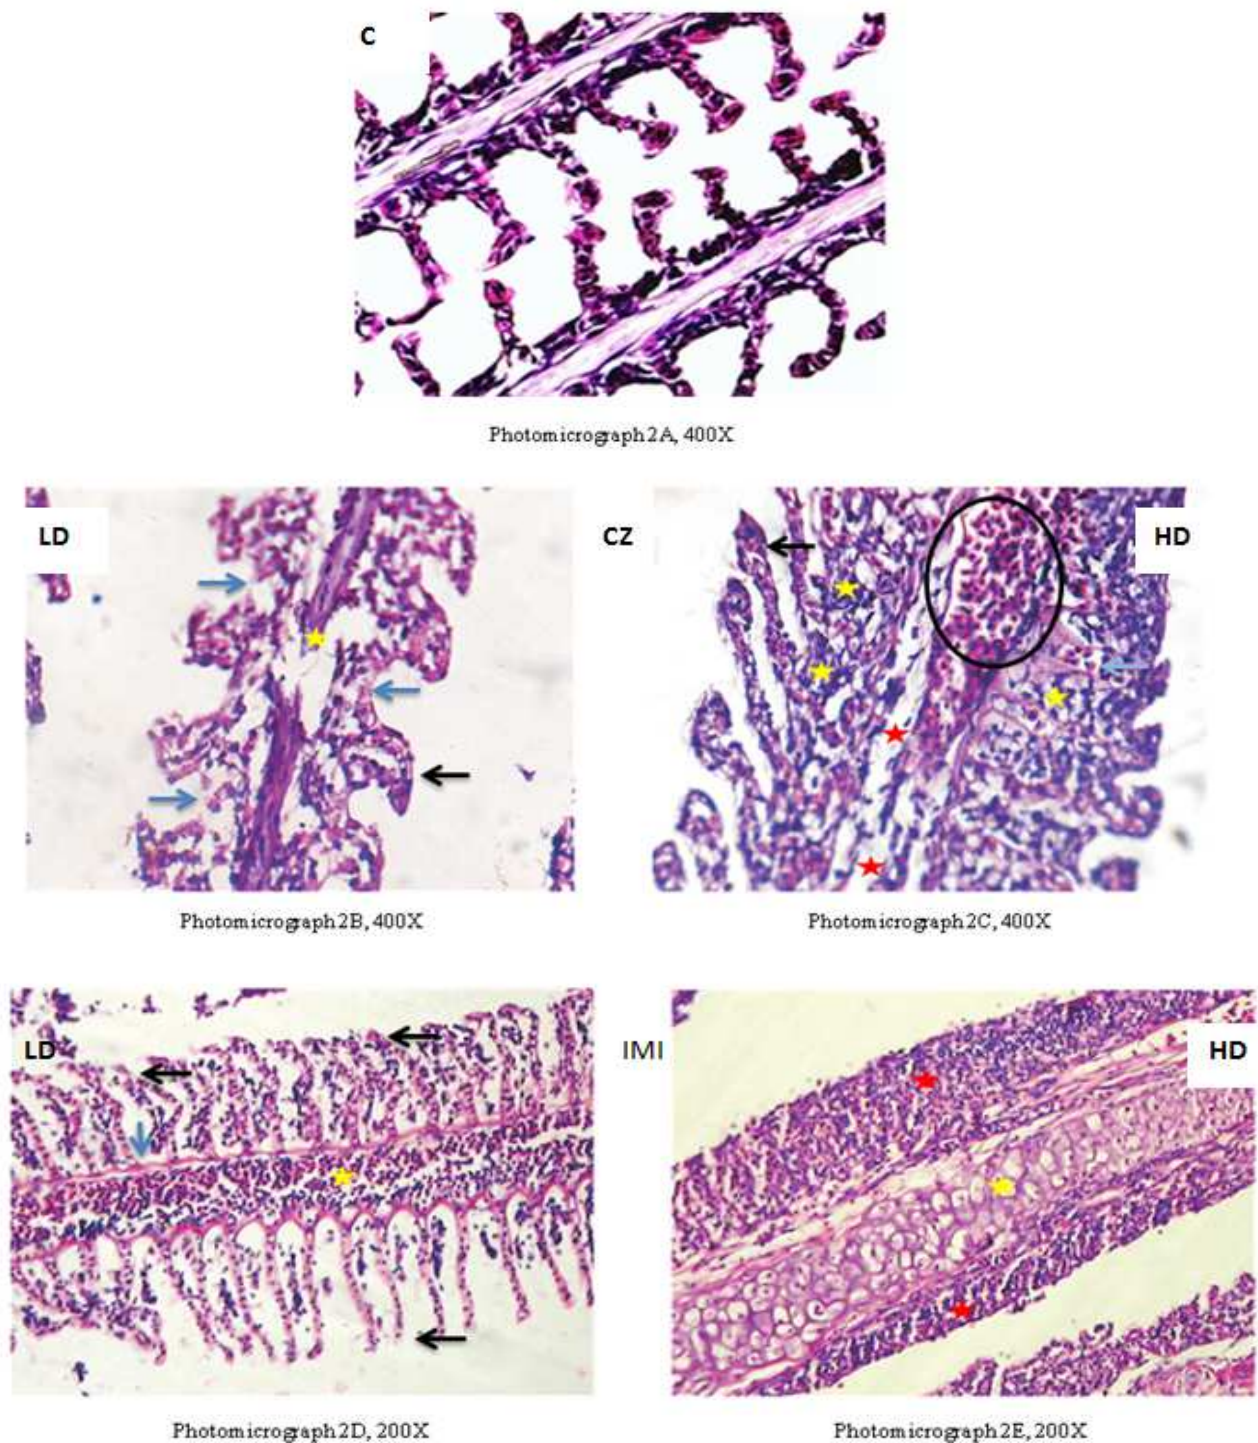 C
Photomicrograph 2A, 400X
LD
CZ
HD
Photomicrograph 2B, 400X
Photomicrograph 2C, 400X
LD
IMI
HD
Photomicrograph 2D, 200X
Photomicrograph 2E, 200X